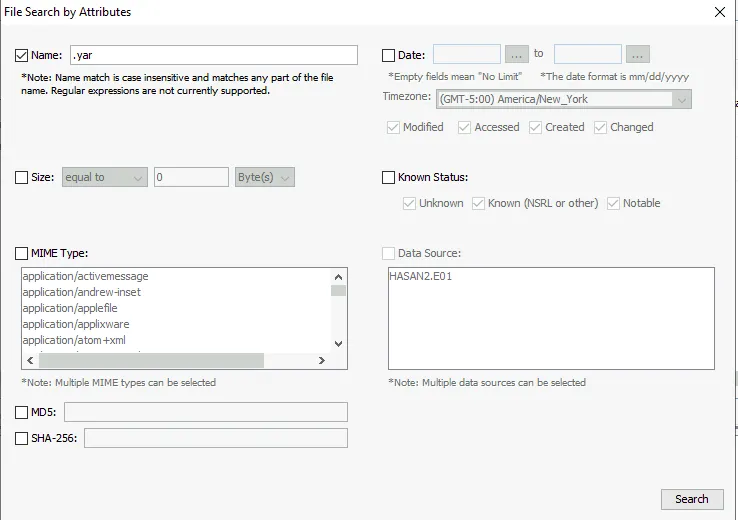 File Search by Attributes
Name: .yar
*Note: Name match is case insensitive and matches any part of the file
name. Regular expressions are not currently supported.
Date: ... to ...
*Empty fields mean "No Limit" *The date format is mm/dd/yyyy
Timezone: (GMT-5:00) America/New_York
Modified Accessed Created Changed
Size: equal to 0 Byte(s)
Known Status:
Unknown Known (NSRL or other) Notable
MIME Type:
application/activemessage
application/andrew-inset
application/applefile
application/applixware
application/atom+xml
*Note: Multiple MIME types can be selected
Data Source:
HASAN2.E01
*Note: Multiple data sources can be selected
MD5:
SHA-256:
Search